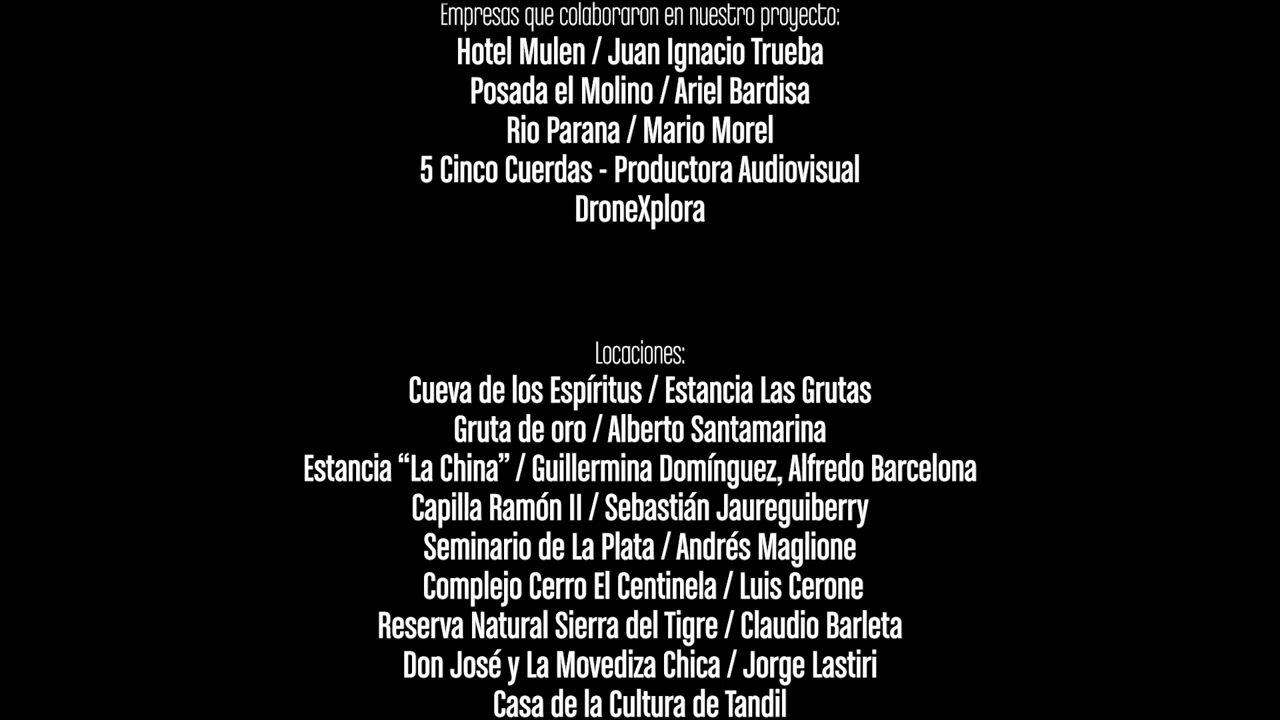 Empresas que colaboraron en nuestro proyecto:
Hotel Mulen / Juan Ignacio Trueba
Posada el Molino / Ariel Bardisa
Rio Parana / Mario Morel
5 Cinco Cuerdas - Productora Audiovisual
DroneXplora
Locaciones:
Cueva de los Espíritus / Estancia Las Grutas
Gruta de oro / Alberto Santamarina
Estancia “La China” / Guillermina Domínguez, Alfredo Barcelona
Capilla Ramón II / Sebastián Jaureguiberry
Seminario de La Plata / Andrés Maglione
Complejo Cerro El Centinela / Luis Cerone
Reserva Natural Sierra del Tigre / Claudio Barleta
Don José y La Movediza Chica / Jorge Lastiri
Casa de la Cultura de Tandil